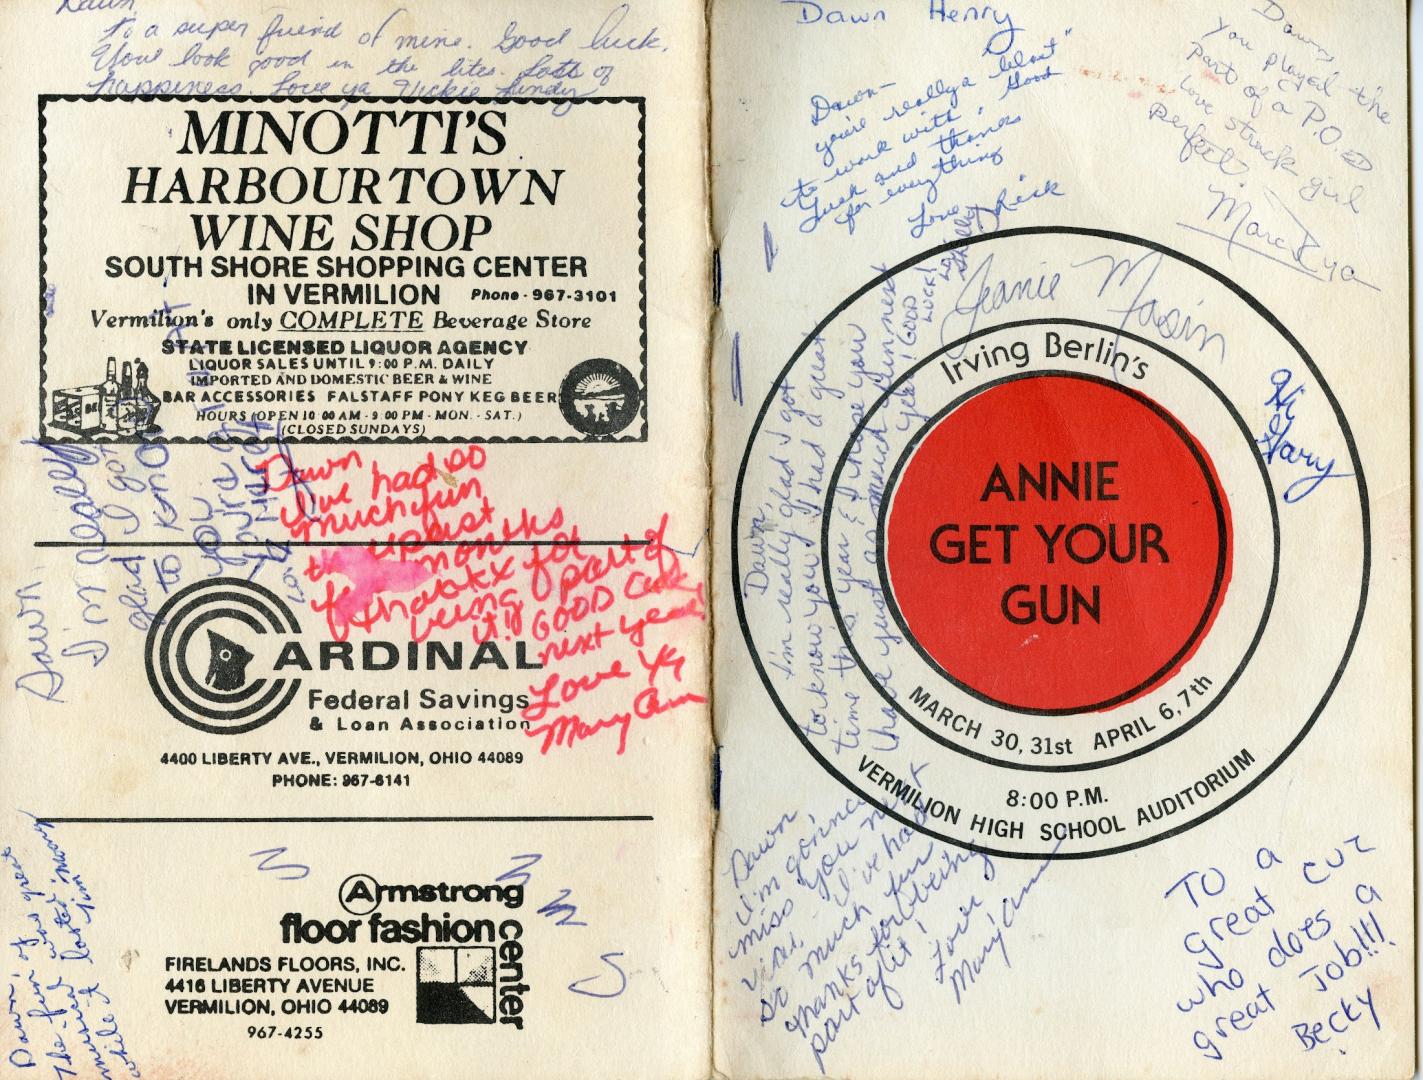 Dawn,
To a super friend of mine. Good luck.
You'l look good in the lites. Lots of
happiness. Love ya Vickie
MINOTTI'S
HARBOURTOWN
WINE SHOP
SOUTH SHORE SHOPPING CENTER
IN VERMILION Phone - 967-3101
Vermilion's only COMPLETE Beverage Store
STATE LICENSED LIQUOR AGENCY
LIQUOR SALES UNTIL 9:00 P.M. DAILY
IMPORTED AND DOMESTIC BEER & WINE
BAR ACCESSORIES FALSTAFF PONY KEG BEER
HOURS (OPEN 10:00 AM - 9:00 PM - MON. - SAT.)
(CLOSED SUNDAYS)
Dawn,
I'm really
glad I got
to know
you
Dawn
I've had so
much fun
the past
months
thankx for
being part of
it!! GOOD Luck
next year!
Love Ya
Mary Ann
CARDINAL
Federal Savings
& Loan Association
4400 LIBERTY AVE., VERMILION, OHIO 44089
PHONE: 967-6141
Armstrong
floor fashion
center
FIRELANDS FLOORS, INC.
4416 LIBERTY AVENUE
VERMILION, OHIO 44089
967-4255
Dawn,
The fun was great
while it lasted
Jim
Dawn Henry
Dawn-
you're really a "blast"
to work with! Good
Luck and thanks
for everything
Love, Rick
Dawn,
You played the
part of a P.O.ED
love struck girl
perfect
Marc
Jeanie Masin
Hi
Gary
Dawn,
I'm really glad I got
to know you! I had a great
time this year & I hope you
have just as much fun next
year! GOOD
LUCK!
Love
Shelly
Irving Berlin's
ANNIE
GET YOUR
GUN
MARCH 30, 31st APRIL 6, 7th
8:00 P.M.
VERMILION HIGH SCHOOL AUDITORIUM
Dawn
I'm gonna
miss you next
year, I've had
so much fun
thanks for being
part of it!
Love
Mary Ann
TO a
great cut
who does a
great Job!!!!
Becky